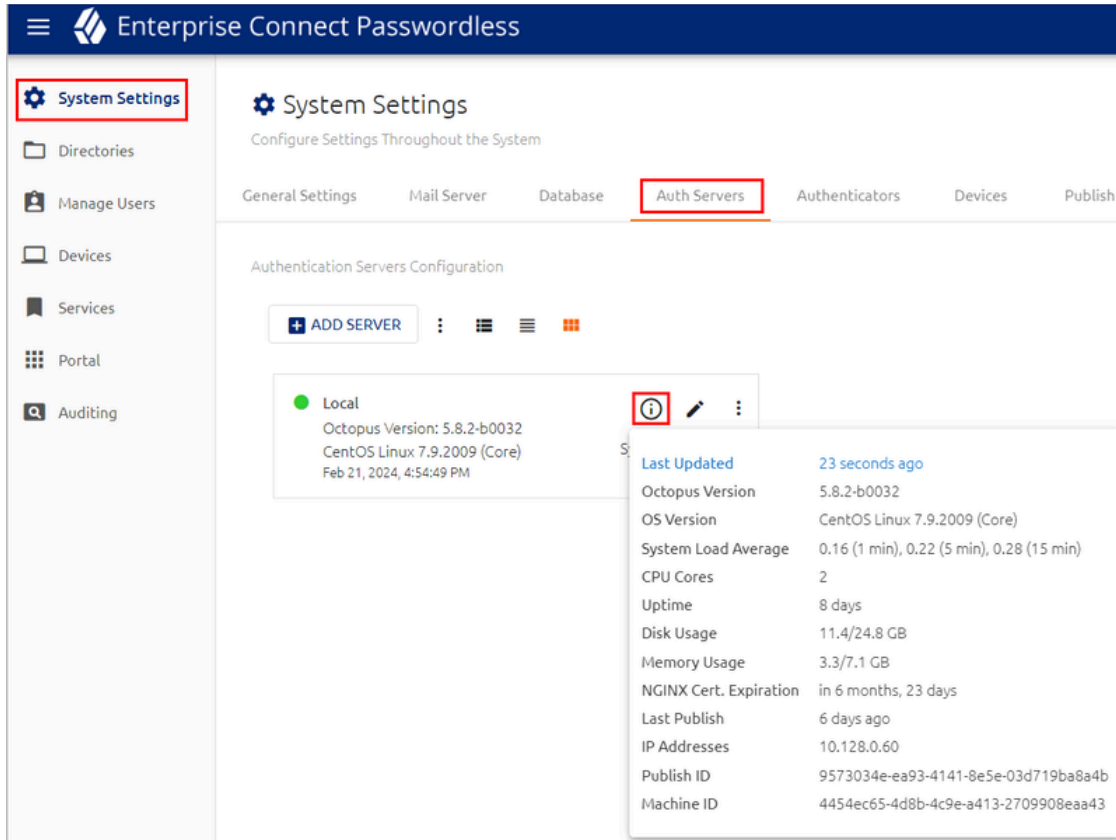 Enterprise Connect Passwordless
System Settings
Directories
Manage Users
Devices
Services
Portal
Auditing
System Settings
Configure Settings Throughout the System
General Settings Mail Server Database Auth Servers Authenticators Devices Publish
Authentication Servers Configuration
ADD SERVER
Local
Octopus Version: 5.8.2-b0032
CentOS Linux 7.9.2009 (Core)
Feb 21, 2024, 4:54:49 PM
Last Updated 23 seconds ago
Octopus Version 5.8.2-b0032
OS Version CentOS Linux 7.9.2009 (Core)
System Load Average 0.16 (1 min), 0.22 (5 min), 0.28 (15 min)
CPU Cores 2
Uptime 8 days
Disk Usage 11.4/24.8 GB
Memory Usage 3.3/7.1 GB
NGINX Cert. Expiration in 6 months, 23 days
Last Publish 6 days ago
IP Addresses 10.128.0.60
Publish ID 9573034e-ea93-4141-8e5e-03d719ba8a4b
Machine ID 4454ec65-4d8b-4c9e-a413-2709908eaa43